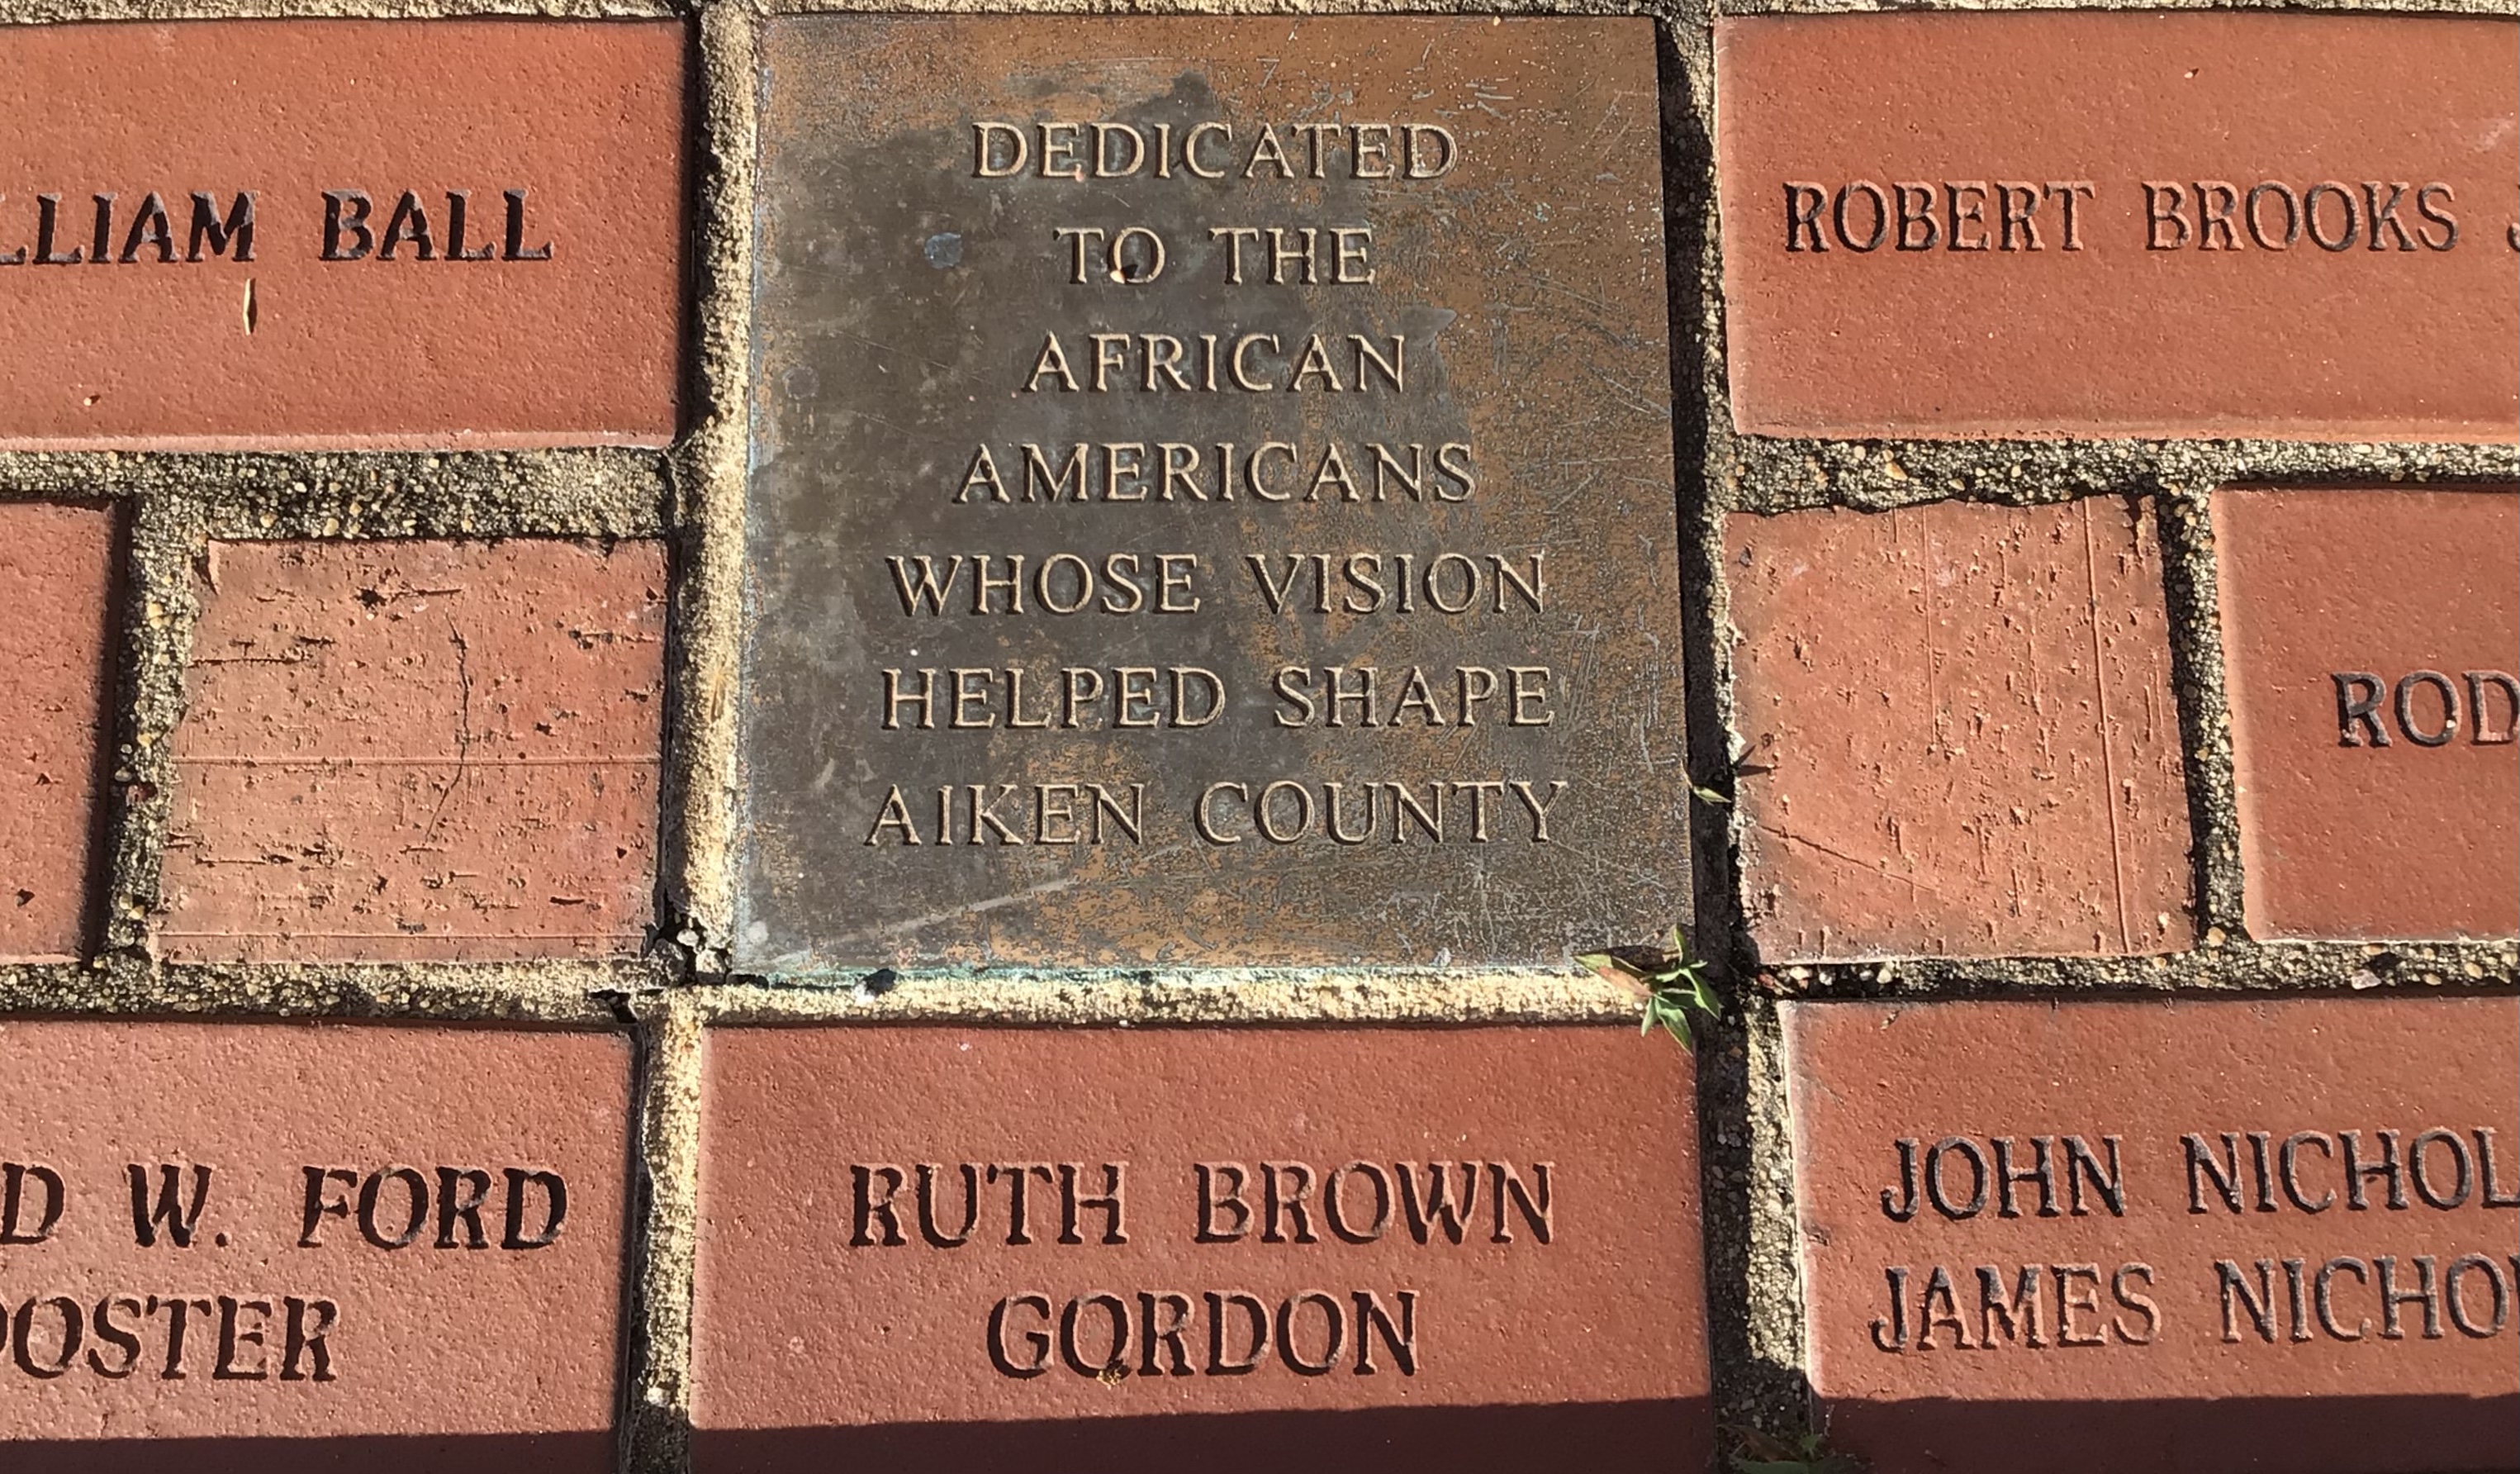 LLIAM BALL
DEDICATED
TO THE
AFRICAN
AMERICANS
WHOSE VISION
HELPED SHAPE
AIKEN COUNTY
ROBERT BROOKS
ROD
D W. FORD
OSTER
RUTH BROWN
GORDON
JOHN NICHOL
JAMES NICHO